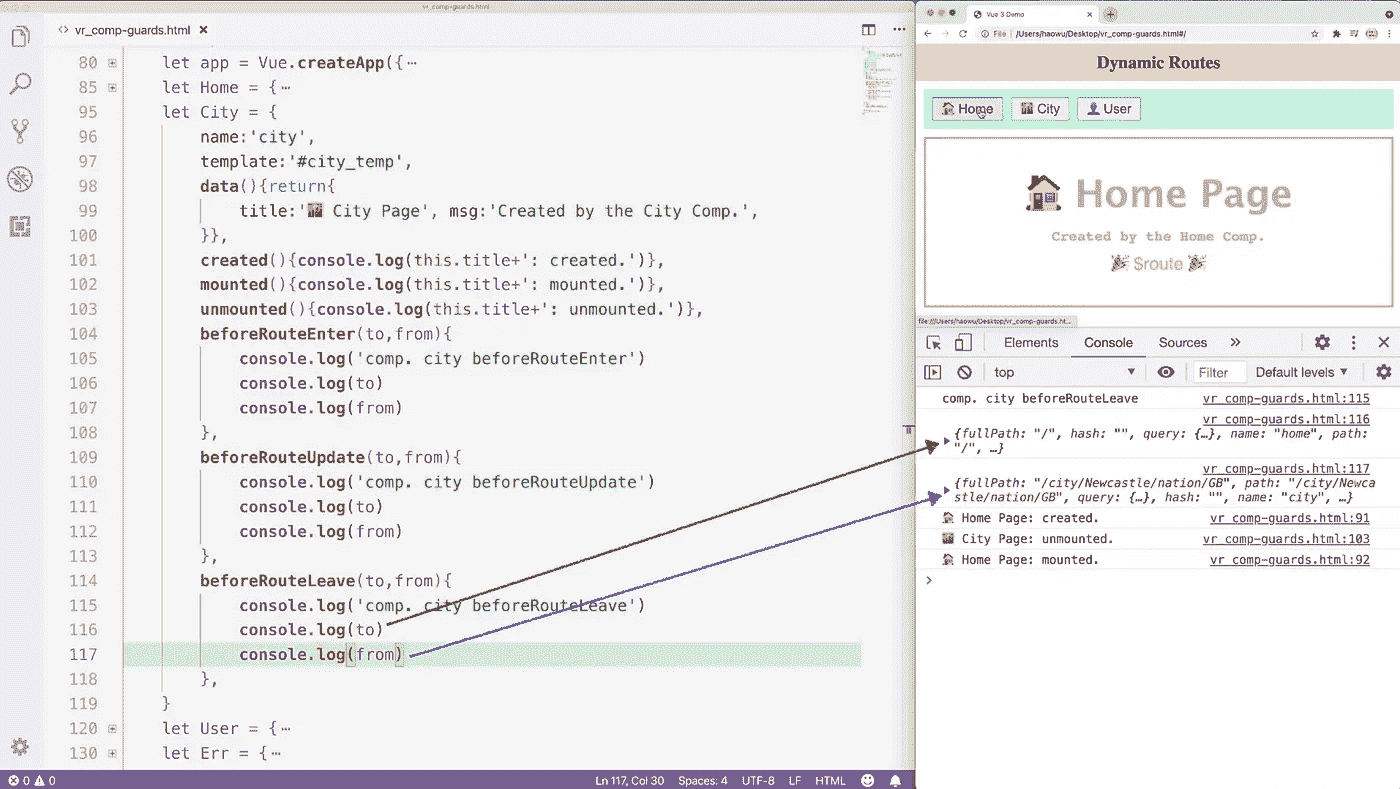 vr_comp-guards.html
vr_comp-guards.html
80 let app = Vue.createApp({⋯
85 let Home = {⋯
95 let City = {
96 name:'city',
97 template:'#city_temp',
98 data(){return{
99 title:'🌇 City Page', msg:'Created by the City Comp.',
100 }},
101 created(){console.log(this.title+': created.')},
102 mounted(){console.log(this.title+': mounted.')},
103 unmounted(){console.log(this.title+': unmounted.')},
104 beforeRouteEnter(to,from){
105 console.log('comp. city beforeRouteEnter')
106 console.log(to)
107 console.log(from)
108 },
109 beforeRouteUpdate(to,from){
110 console.log('comp. city beforeRouteUpdate')
111 console.log(to)
112 console.log(from)
113 },
114 beforeRouteLeave(to,from){
115 console.log('comp. city beforeRouteLeave')
116 console.log(to)
117 console.log(from)
118 },
119 }
120 let User = {⋯
130 let Err = {⋯
0 0
Ln 117, Col 30 Spaces: 4 UTF-8 LF HTML
Vue 3 Demo
File /Users/haowu/Desktop/vr_comp-guards.html#/
Dynamic Routes
🏠 Home 🌇 City 👤 User
🏠 Home Page
Created by the Home Comp.
🎉 $route 🎉
file:///Users/haowu/Desktop/vr_comp-guards.ht...
Elements Console Sources »
top Filter Default levels ▼
comp. city beforeRouteLeave vr_comp-guards.html:115
vr_comp-guards.html:116
{fullPath: "/", hash: "", query: {…}, name: "home", path:
"/", …}
vr_comp-guards.html:117
{fullPath: "/city/Newcastle/nation/GB", path: "/city/Newca
stle/nation/GB", query: {…}, hash: "", name: "city", …}
🏠 Home Page: created. vr_comp-guards.html:91
🌇 City Page: unmounted. vr_comp-guards.html:103
🏠 Home Page: mounted. vr_comp-guards.html:92